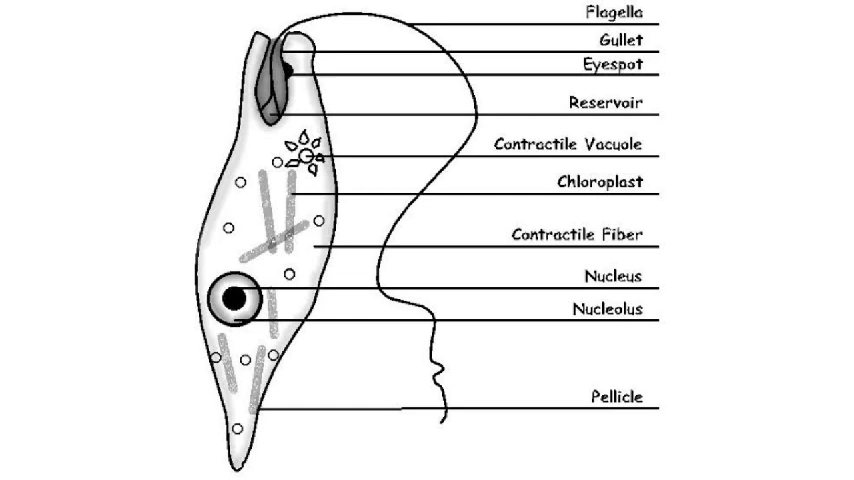 Flagella
Gullet
Eyespot
Reservoir
Contractile Vacuole
Chloroplast
Contractile Fiber
Nucleus
Nucleolus
Pellicle